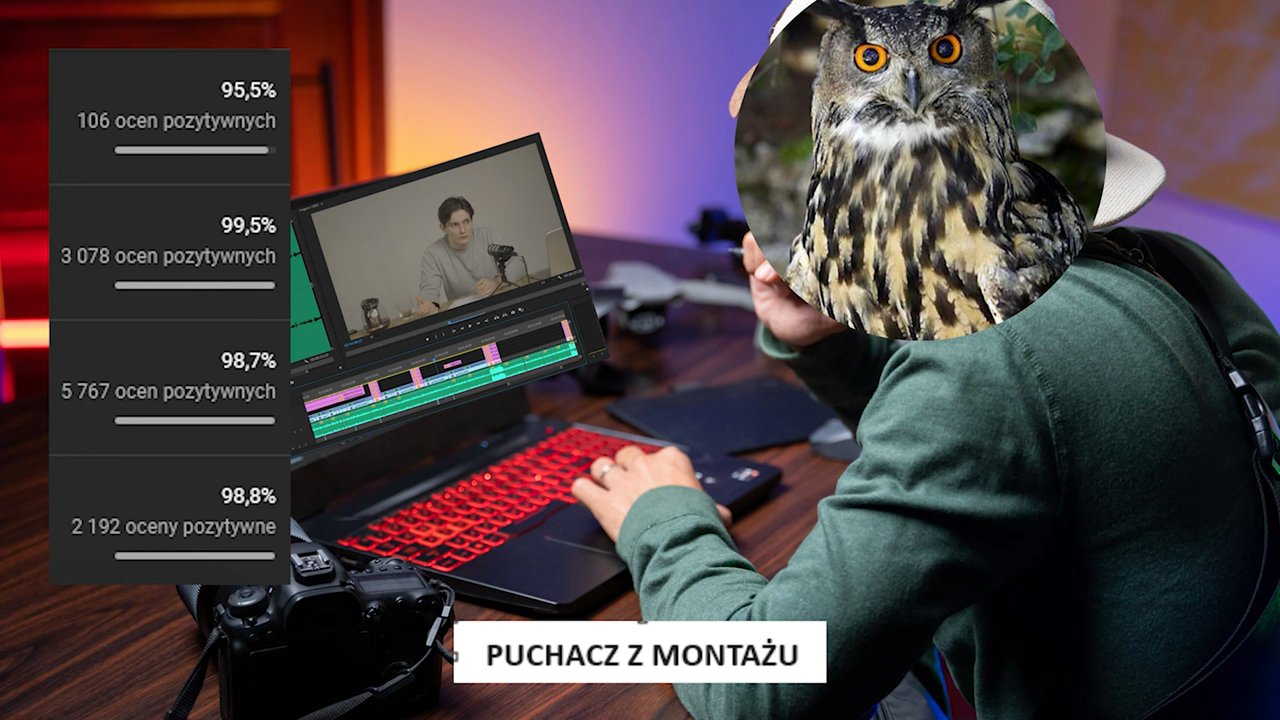 95,5%
106 ocen pozytywnych
99,5%
3 078 ocen pozytywnych
98,7%
5 767 ocen pozytywnych
98,8%
2 192 oceny pozytywne
PUCHACZ Z MONTAŻU